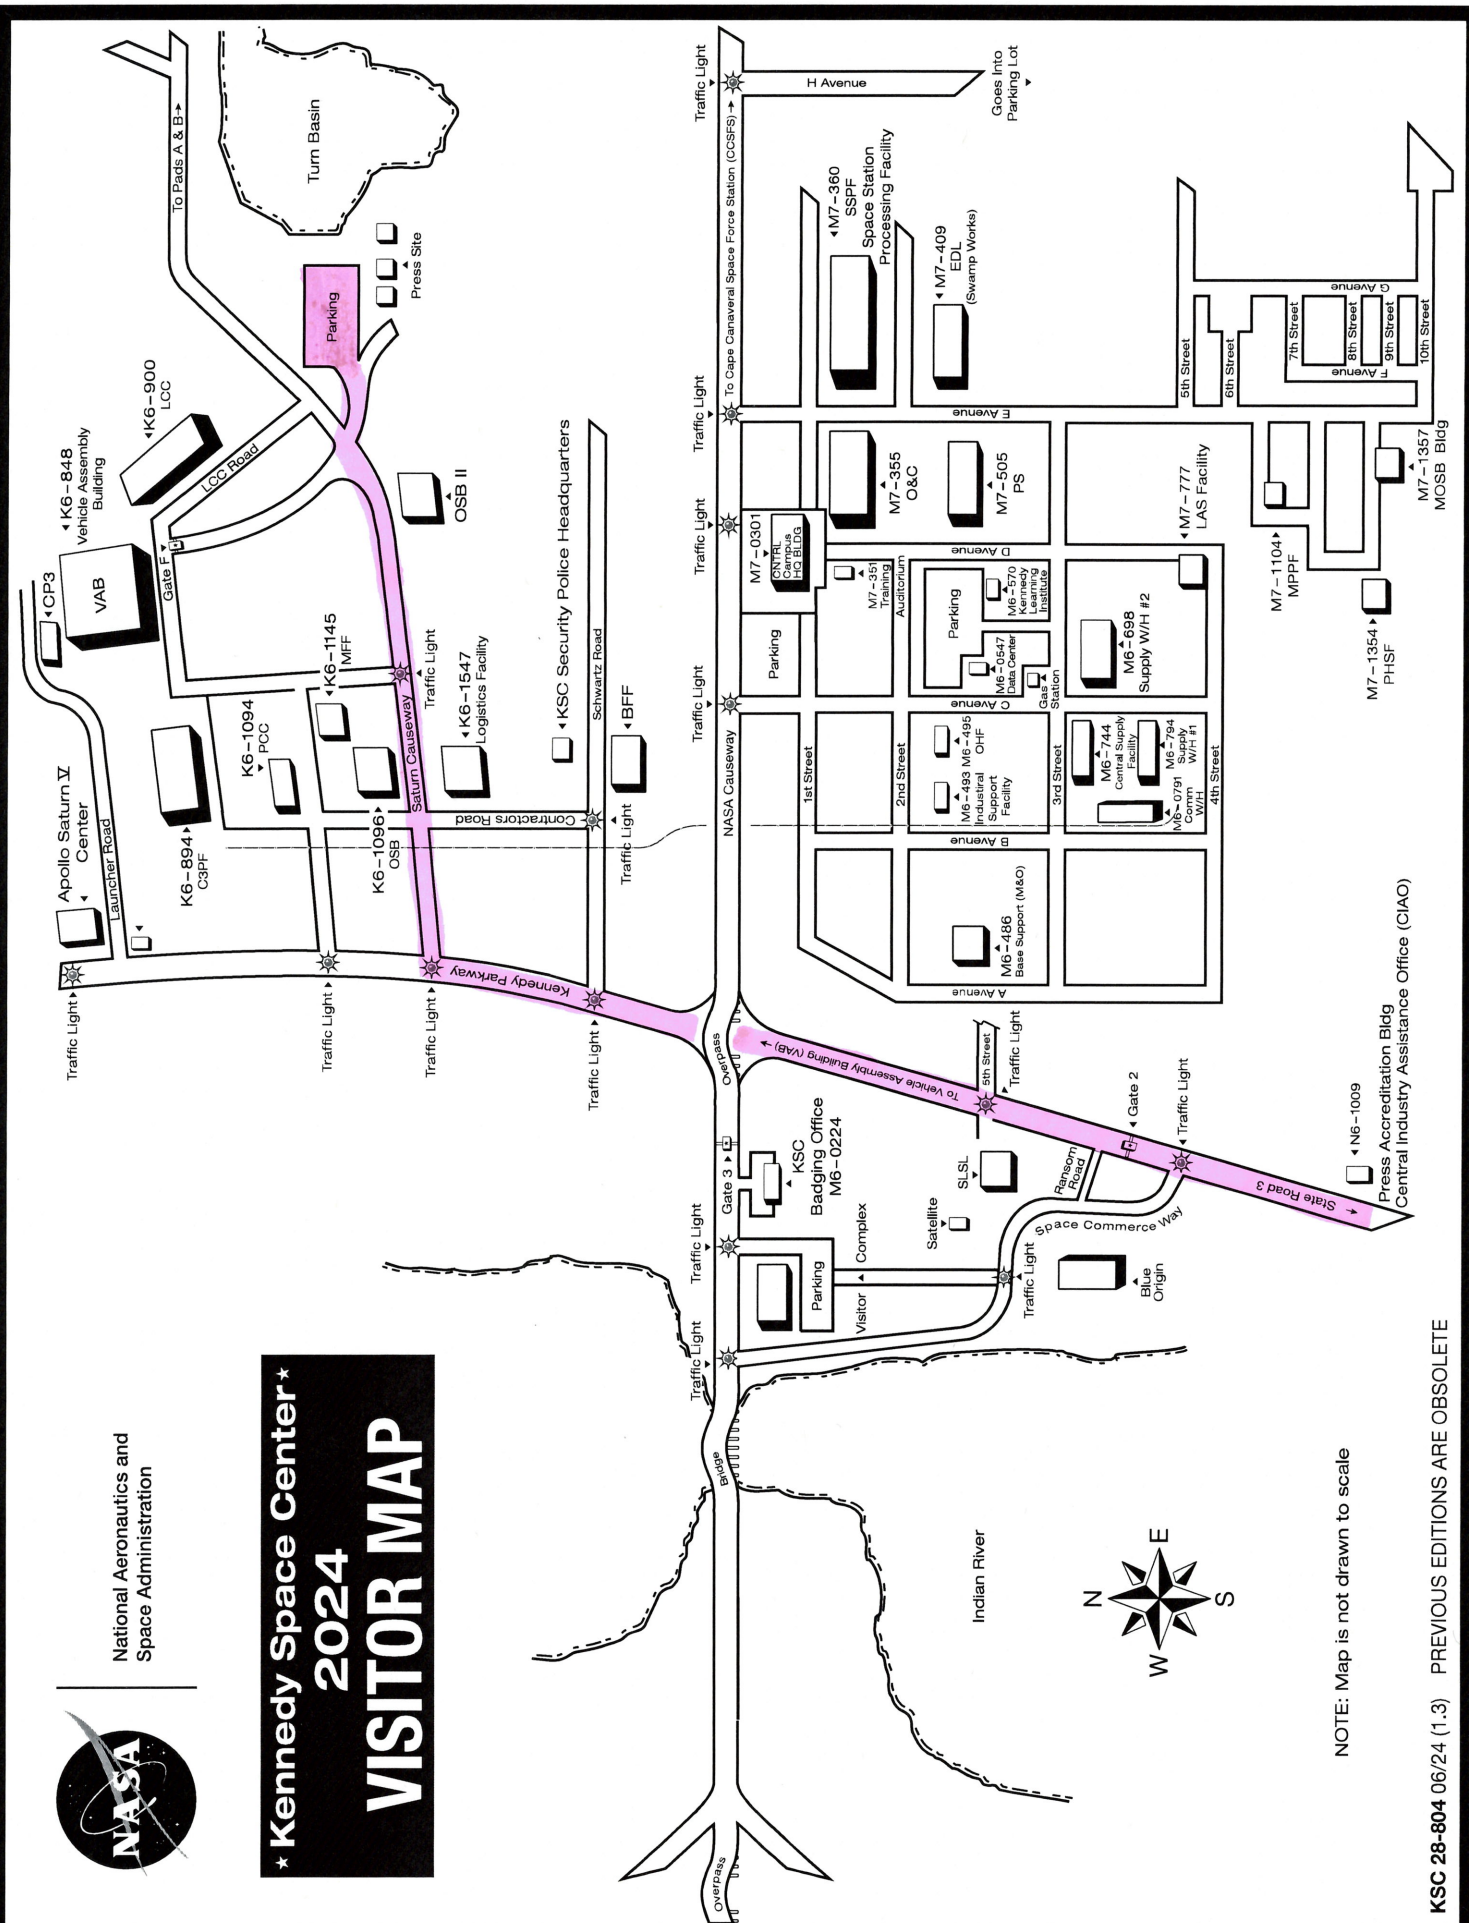 NASA
National Aeronautics and
Space Administration
Kennedy Space Center
2024
VISITOR MAP
Apollo Saturn V
Center
Launcher Road
CP3
K6-848
Vehicle Assembly
Building
VAB
K6-900
LCC
LCC Road
Gate F
To Pads A & B
Turn Basin
Parking
Press Site
K6-894
C3PF
K6-1094
PCC
K6-1145
MFF
K6-1096
OSB
Saturn Causeway
Traffic Light
K6-1547
Logistics Facility
OSB II
Contractors Road
KSC Security Police Headquarters
Schwartz Road
BFF
Traffic Light
Traffic Light
Traffic Light
Traffic Light
Traffic Light
Kennedy Parkway
Overpass
Bridge
Overpass
NASA Causeway
To Cape Canaveral Space Force Station (CCSFS)
Traffic Light
Traffic Light
Gate 3
Traffic Light
Traffic Light
Traffic Light
Traffic Light
H Avenue
Goes Into
Parking Lot
KSC
Badging Office
M6-0224
Parking
Visitor Complex
Satellite
SLSL
Traffic Light
Blue
Origin
Space Commerce Way
Ransom
Road
To Vehicle Assembly Building (VAB)
5th Street
Traffic Light
Gate 2
Traffic Light
State Road 3
N6-1009
Press Accreditation Bldg
Central Industry Assistance Office (CIAO)
Parking
M7-0301
CNTRL
Campus
HQ BLDG
M7-351
Training
Auditorium
M7-355
O&C
M7-505
PS
M7-360
SSPF
Space Station
Processing Facility
M7-409
EDL
(Swamp Works)
1st Street
2nd Street
3rd Street
4th Street
A Avenue
B Avenue
C Avenue
D Avenue
E Avenue
M6-486
Base Support (M&O)
M6-493
Industiral
Support
Facility
M6-495
OHF
Parking
M6-0547
Data Center
M6-570
Kennedy
Learning
Institute
Gas
Station
M6-744
Central Supply
Facility
M6-794
Supply
W/H #1
M6-0791
Comm
W/H
M6-698
Supply W/H #2
M7-777
LAS Facility
5th Street
6th Street
7th Street
8th Street
9th Street
10th Street
F Avenue
G Avenue
M7-1104
MPPF
M7-1354
PHSF
M7-1357
MOSB Bldg
Indian River
N
W
E
S
NOTE: Map is not drawn to scale
KSC 28-804 06/24 (1.3) PREVIOUS EDITIONS ARE OBSOLETE